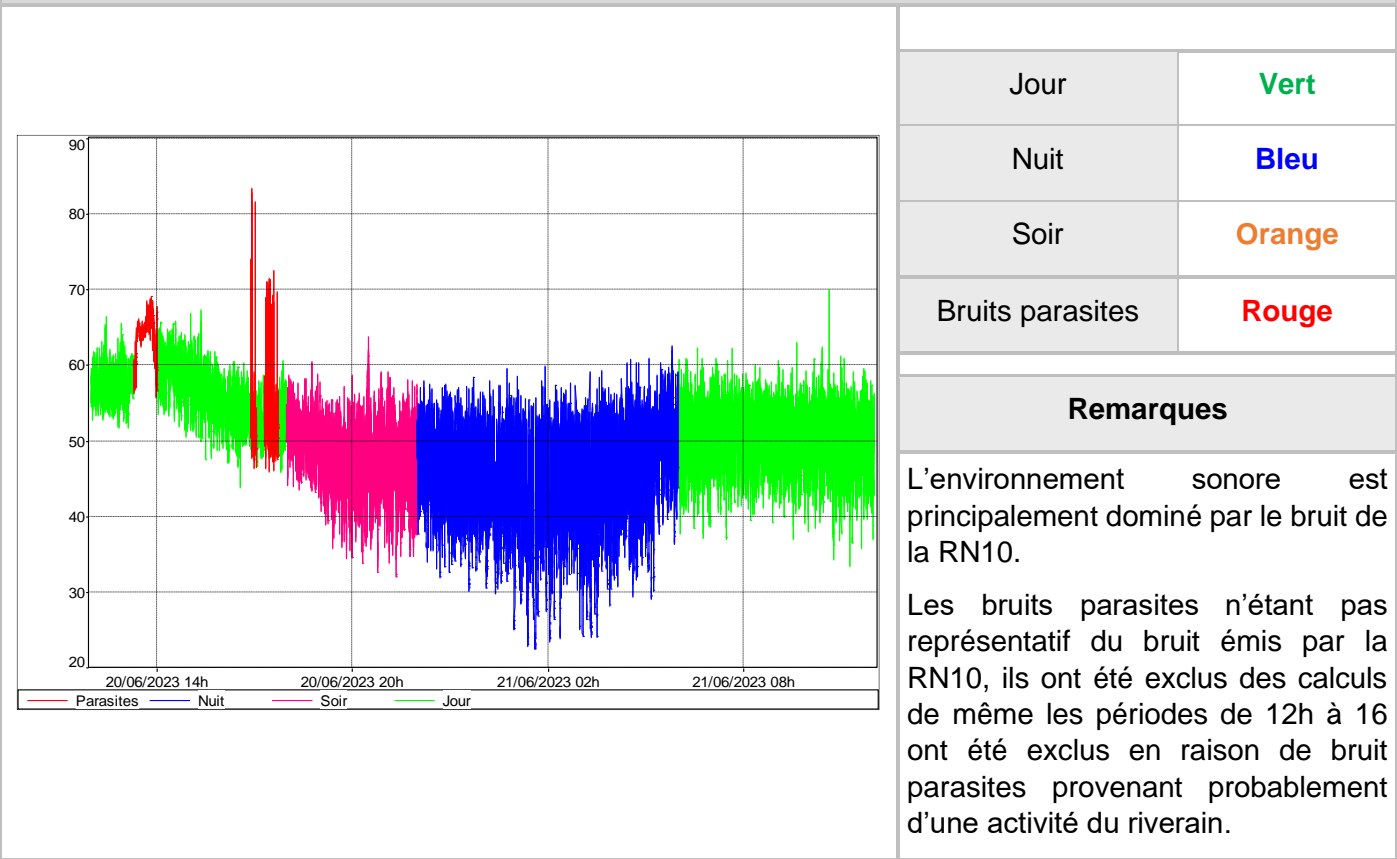 90
80
70
60
50
40
30
20
20/06/2023 14h 20/06/2023 20h 21/06/2023 02h 21/06/2023 08h
Parasites Nuit Soir Jour
Jour Vert
Nuit Bleu
Soir Orange
Bruits parasites Rouge
Remarques
L'environnement sonore est
principalement dominé par le bruit de
la RN10.
Les bruits parasites n'étant pas
représentatif du bruit émis par la
RN10, ils ont été exclus des calculs
de même les périodes de 12h à 16
ont été exclus en raison de bruit
parasites provenant probablement
d'une activité du riverain.